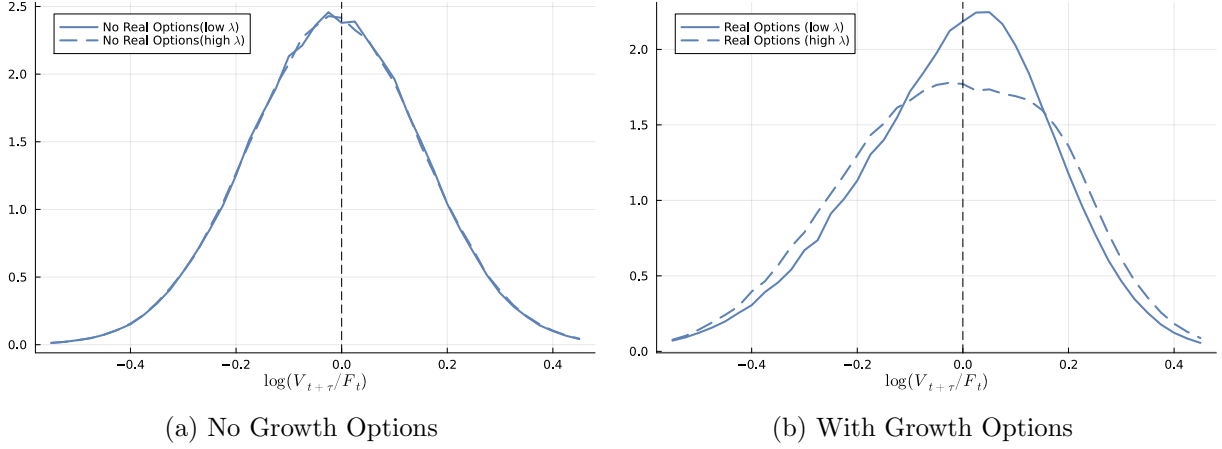 No Real Options(low λ)
No Real Options(high λ)
2.5
2.0
1.5
1.0
0.5
0.0
−0.4
−0.2
0.0
0.2
0.4
log(V_{t+τ}/F_t)
(a) No Growth Options
Real Options (low λ)
Real Options (high λ)
2.0
1.5
1.0
0.5
0.0
−0.4
−0.2
0.0
0.2
0.4
log(V_{t+τ}/F_t)
(b) With Growth Options